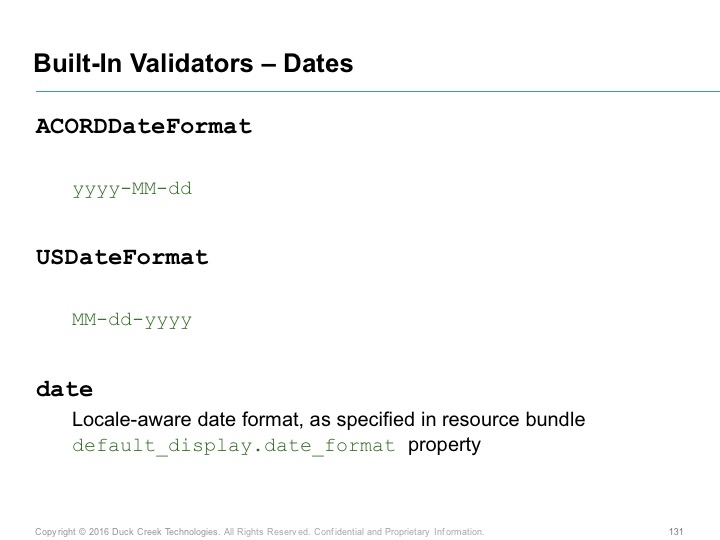 Built-In Validators – Dates
ACORDDateFormat
yyyy-MM-dd
USDateFormat
MM-dd-yyyy
date
Locale-aware date format, as specified in resource bundle
default_display.date_format property
Copyright © 2016 Duck Creek Technologies. All Rights Reserved. Confidential and Proprietary Information. 131